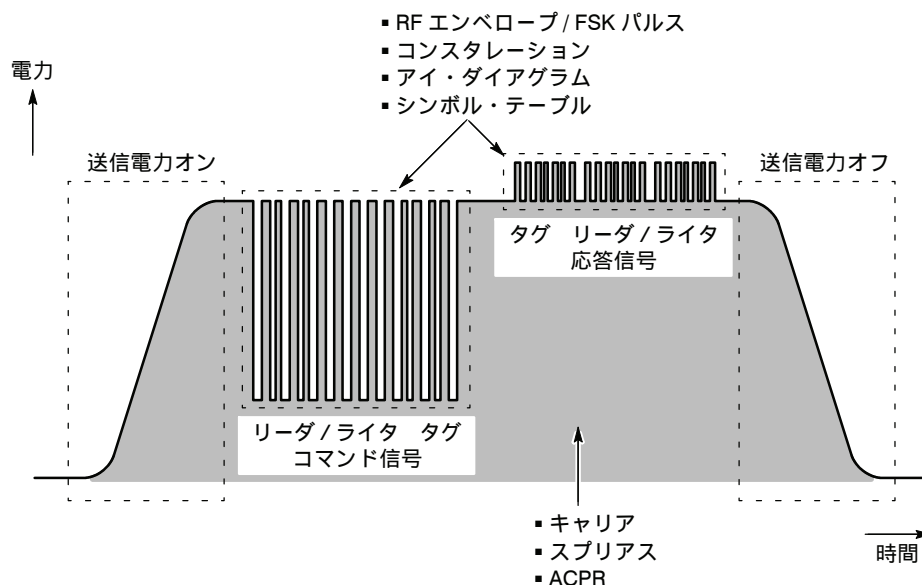 ▪ RF エンベロープ / FSK パルス
▪ コンスタレーション
▪ アイ・ダイアグラム
▪ シンボル・テーブル
電力
送信電力オン
送信電力オフ
タグ リーダ / ライタ
応答信号
リーダ / ライタ タグ
コマンド信号
▪ キャリア
▪ スプリアス
▪ ACPR
時間